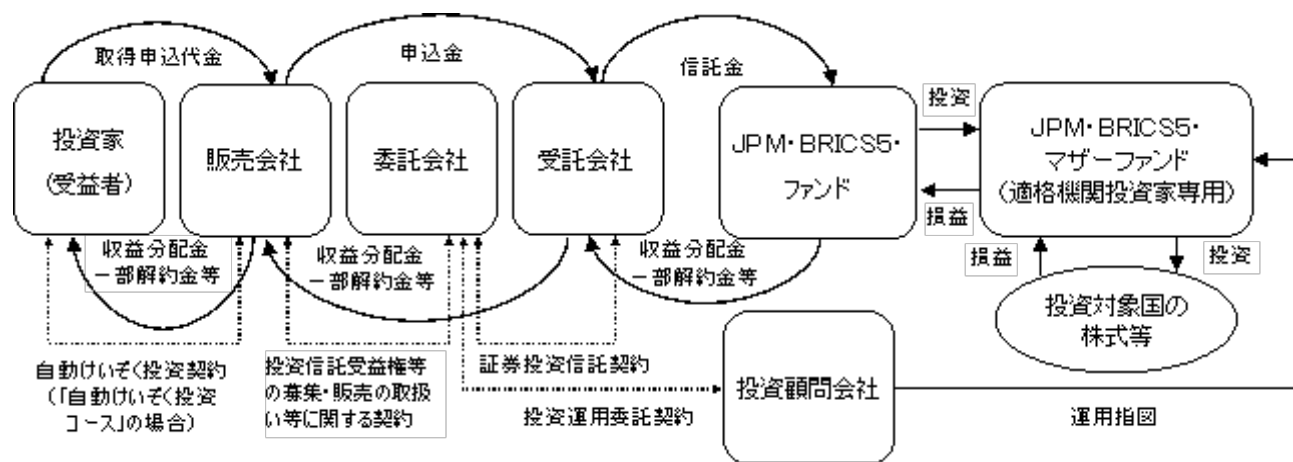 取得申込代金
申込金
信託金
投資家
(受益者)
販売会社
委託会社
受託会社
JPM・BRICS5・
ファンド
投資
損益
JPM・BRICS5・
マザーファンド
(適格機関投資家専用)
収益分配金
一部解約金等
収益分配金
一部解約金等
収益分配金
一部解約金等
損益
投資
投資対象国の
株式等
自動けいぞく投資契約
(「自動けいぞく投資
コース」の場合)
投資信託受益権等
の募集・販売の取扱
い等に関する契約
証券投資信託契約
投資運用委託契約
投資顧問会社
運用指図